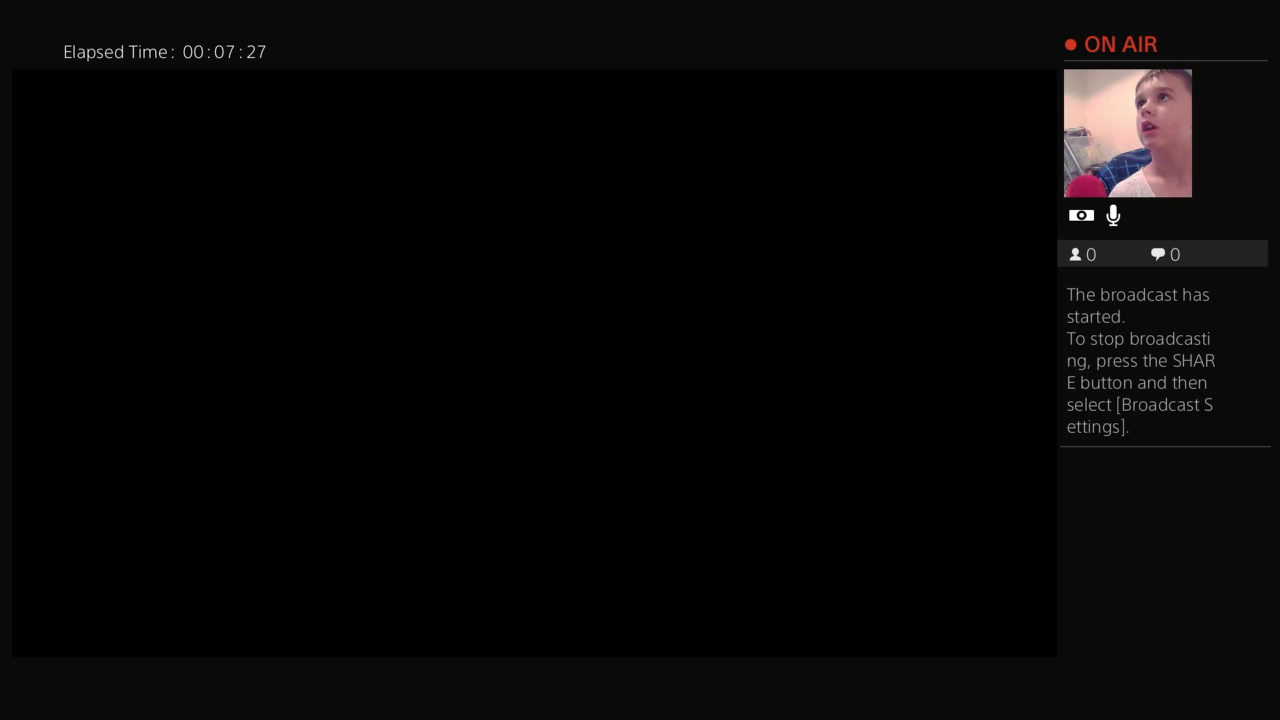 Elapsed Time: 00:07:27
ON AIR
0 0
The broadcast has
started.
To stop broadcasti
ng, press the SHAR
E button and then
select [Broadcast S
ettings].